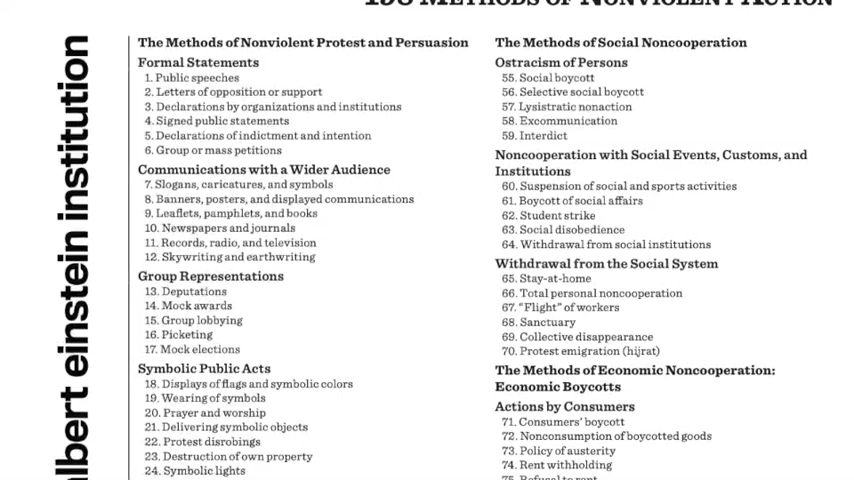 198 METHODS OF NONVIOLENT ACTION
albert einstein institution
The Methods of Nonviolent Protest and Persuasion
Formal Statements
1. Public speeches
2. Letters of opposition or support
3. Declarations by organizations and institutions
4. Signed public statements
5. Declarations of indictment and intention
6. Group or mass petitions
Communications with a Wider Audience
7. Slogans, caricatures, and symbols
8. Banners, posters, and displayed communications
9. Leaflets, pamphlets, and books
10. Newspapers and journals
11. Records, radio, and television
12. Skywriting and earthwriting
Group Representations
13. Deputations
14. Mock awards
15. Group lobbying
16. Picketing
17. Mock elections
Symbolic Public Acts
18. Displays of flags and symbolic colors
19. Wearing of symbols
20. Prayer and worship
21. Delivering symbolic objects
22. Protest disrobings
23. Destruction of own property
24. Symbolic lights
The Methods of Social Noncooperation
Ostracism of Persons
55. Social boycott
56. Selective social boycott
57. Lysistratic nonaction
58. Excommunication
59. Interdict
Noncooperation with Social Events, Customs, and
Institutions
60. Suspension of social and sports activities
61. Boycott of social affairs
62. Student strike
63. Social disobedience
64. Withdrawal from social institutions
Withdrawal from the Social System
65. Stay-at-home
66. Total personal noncooperation
67. “Flight” of workers
68. Sanctuary
69. Collective disappearance
70. Protest emigration (hijrat)
The Methods of Economic Noncooperation:
Economic Boycotts
Actions by Consumers
71. Consumers’ boycott
72. Nonconsumption of boycotted goods
73. Policy of austerity
74. Rent withholding
75. Refusal to rent